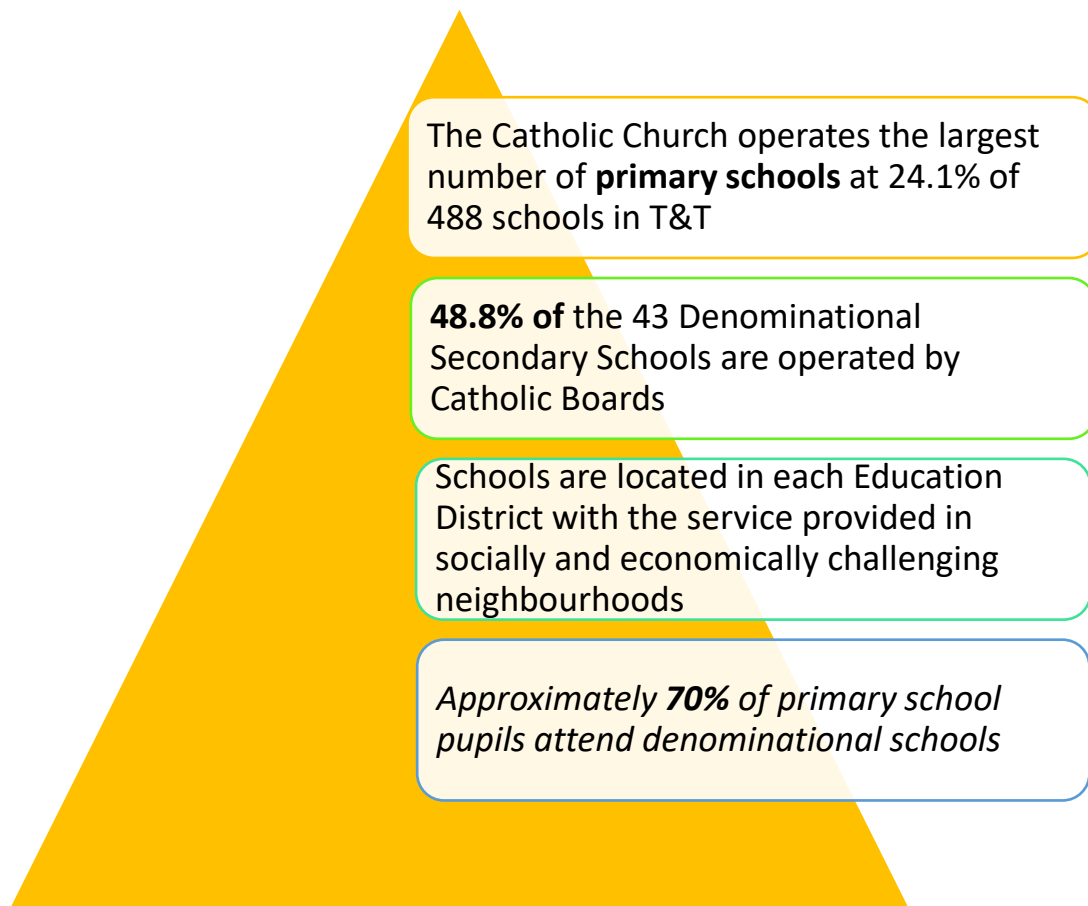 The Catholic Church operates the largest
number of primary schools at 24.1% of
488 schools in T&T
48.8% of the 43 Denominational
Secondary Schools are operated by
Catholic Boards
Schools are located in each Education
District with the service provided in
socially and economically challenging
neighbourhoods
Approximately 70% of primary school
pupils attend denominational schools